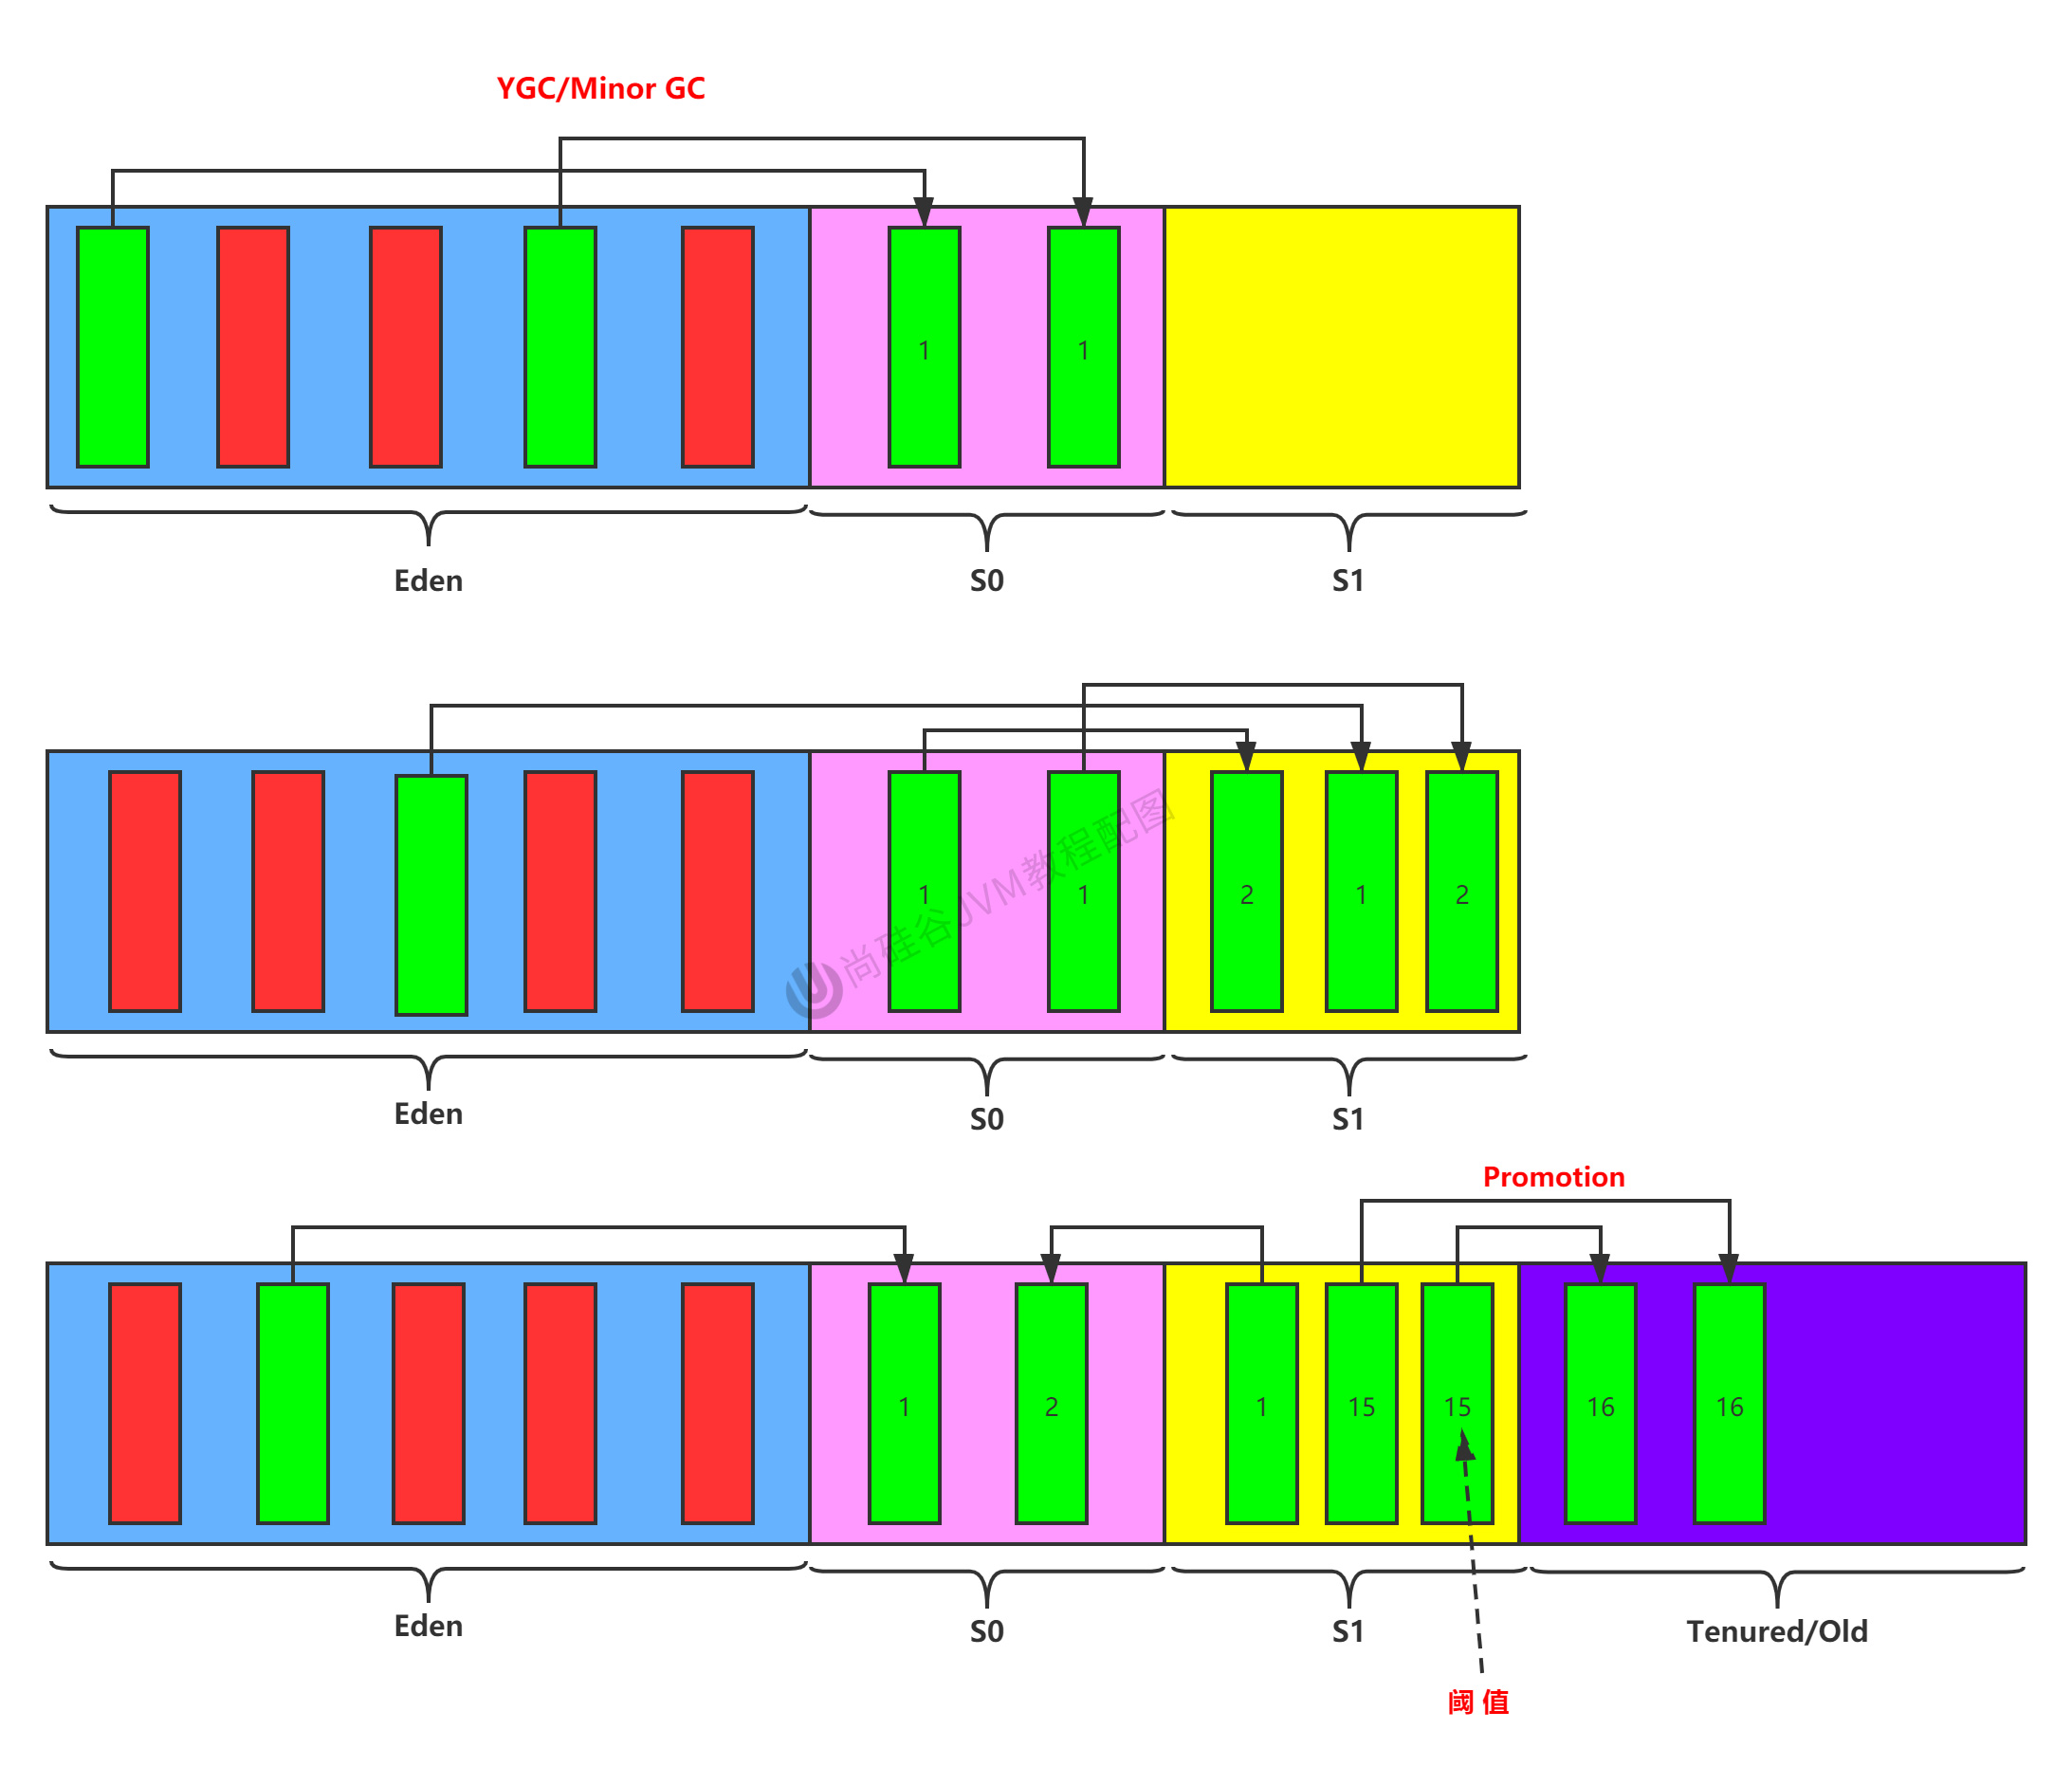 YGC/Minor GC
1 1
Eden S0 S1
1 1 2 1 2
尚硅谷JVM教程配图
Eden S0 S1
Promotion
1 2 1 15 15 16 16
Eden S0 S1 Tenured/Old
阈 值